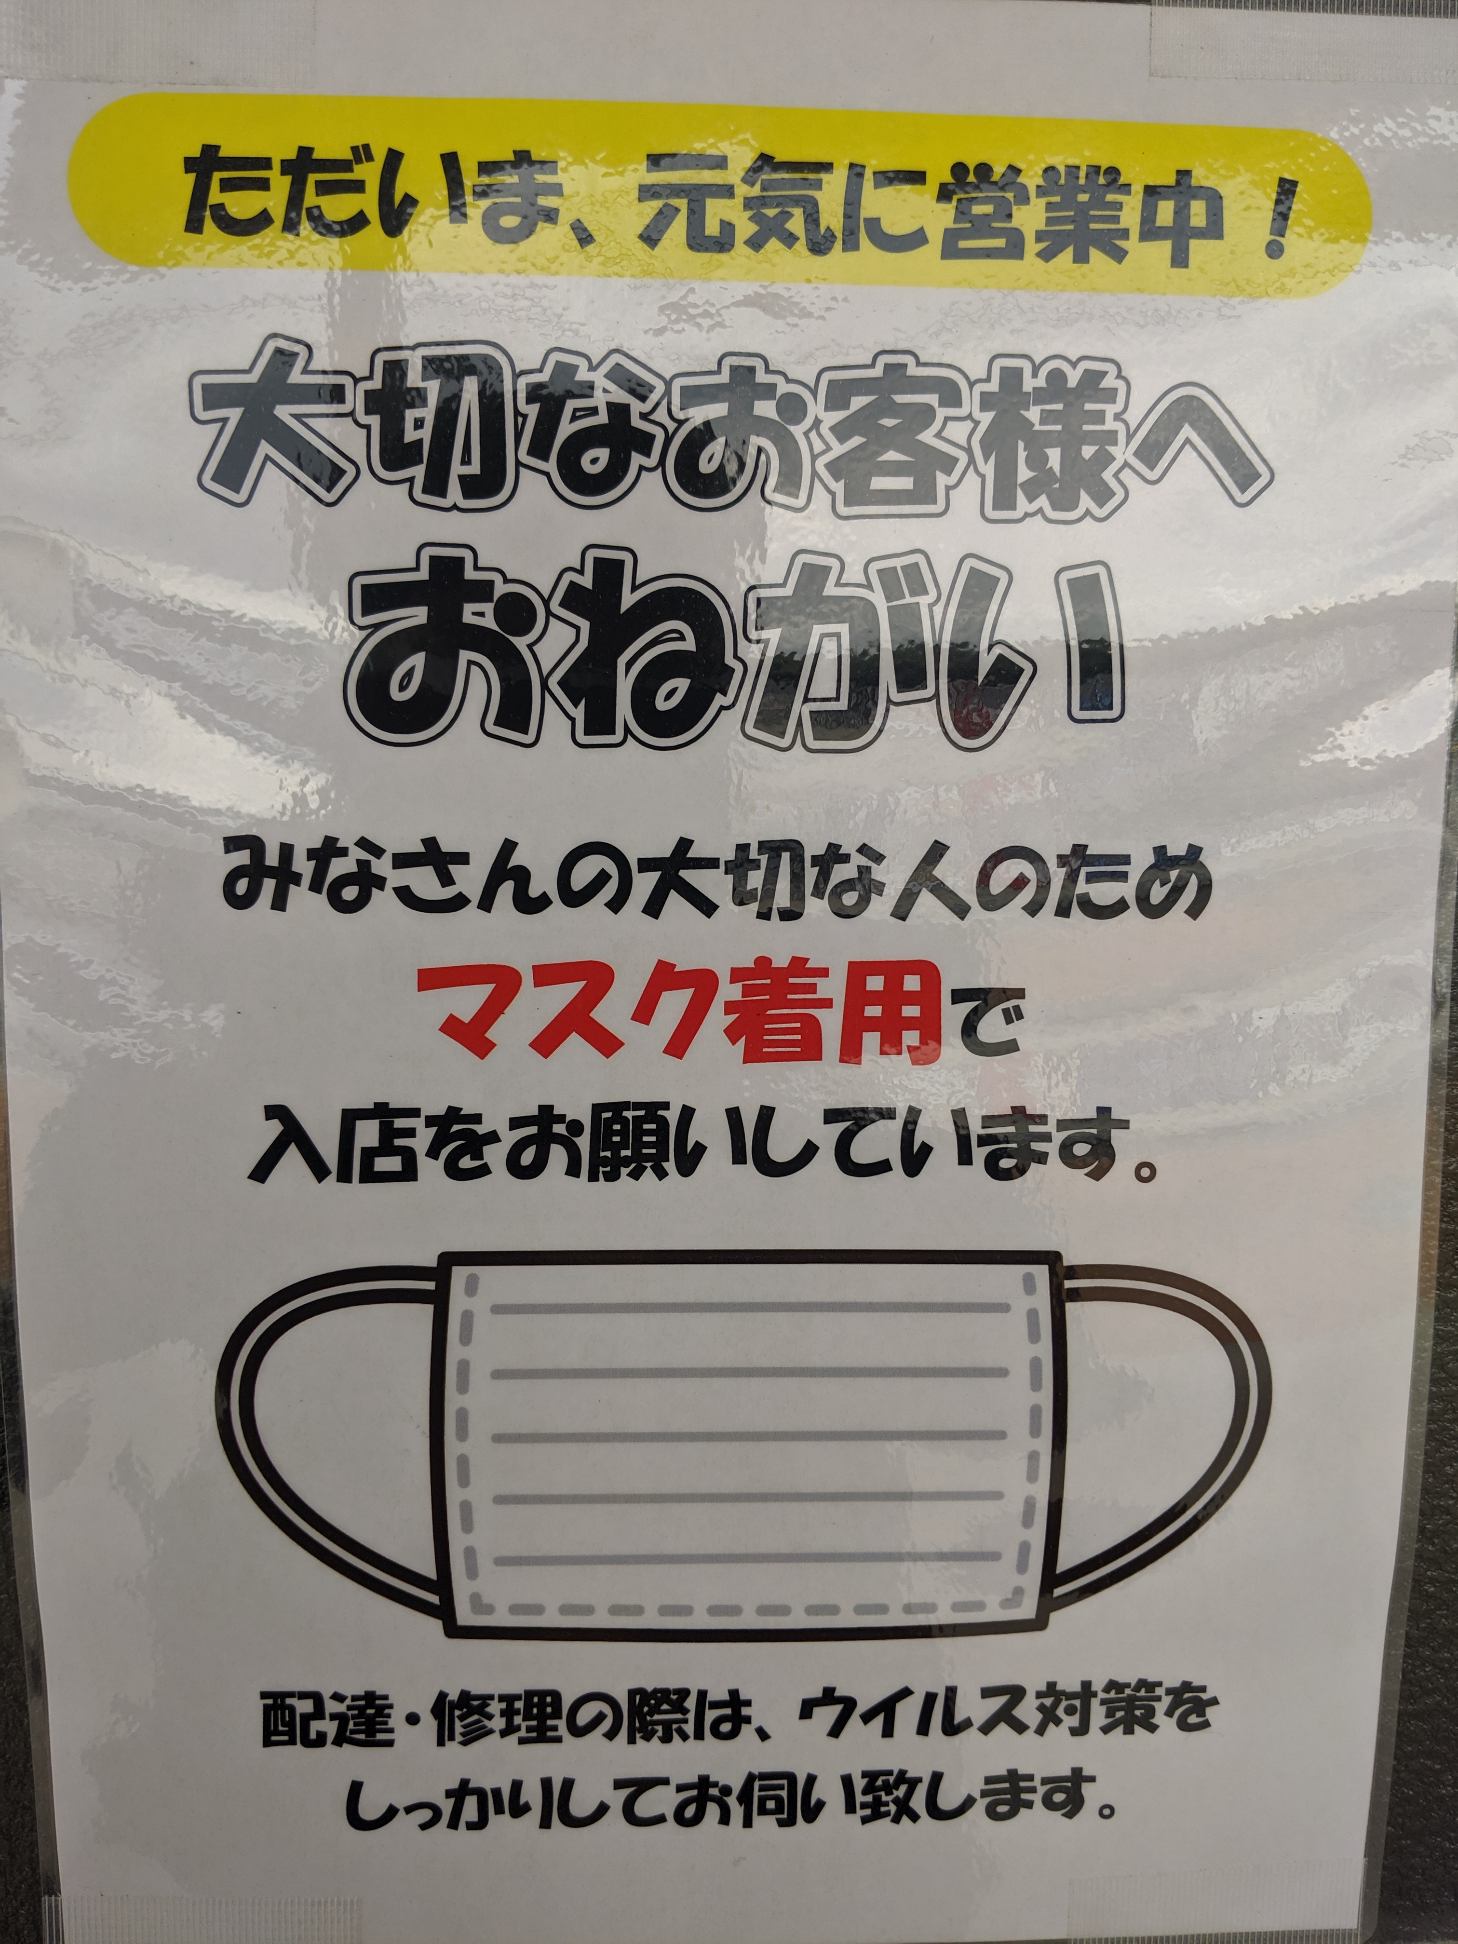 ただいま、元気に営業中！
大切なお客様へ
おねがい
みなさんの大切な人のため
マスク着用で
入店をお願いしています。
配達・修理の際は、ウイルス対策を
しっかりしてお伺い致します。